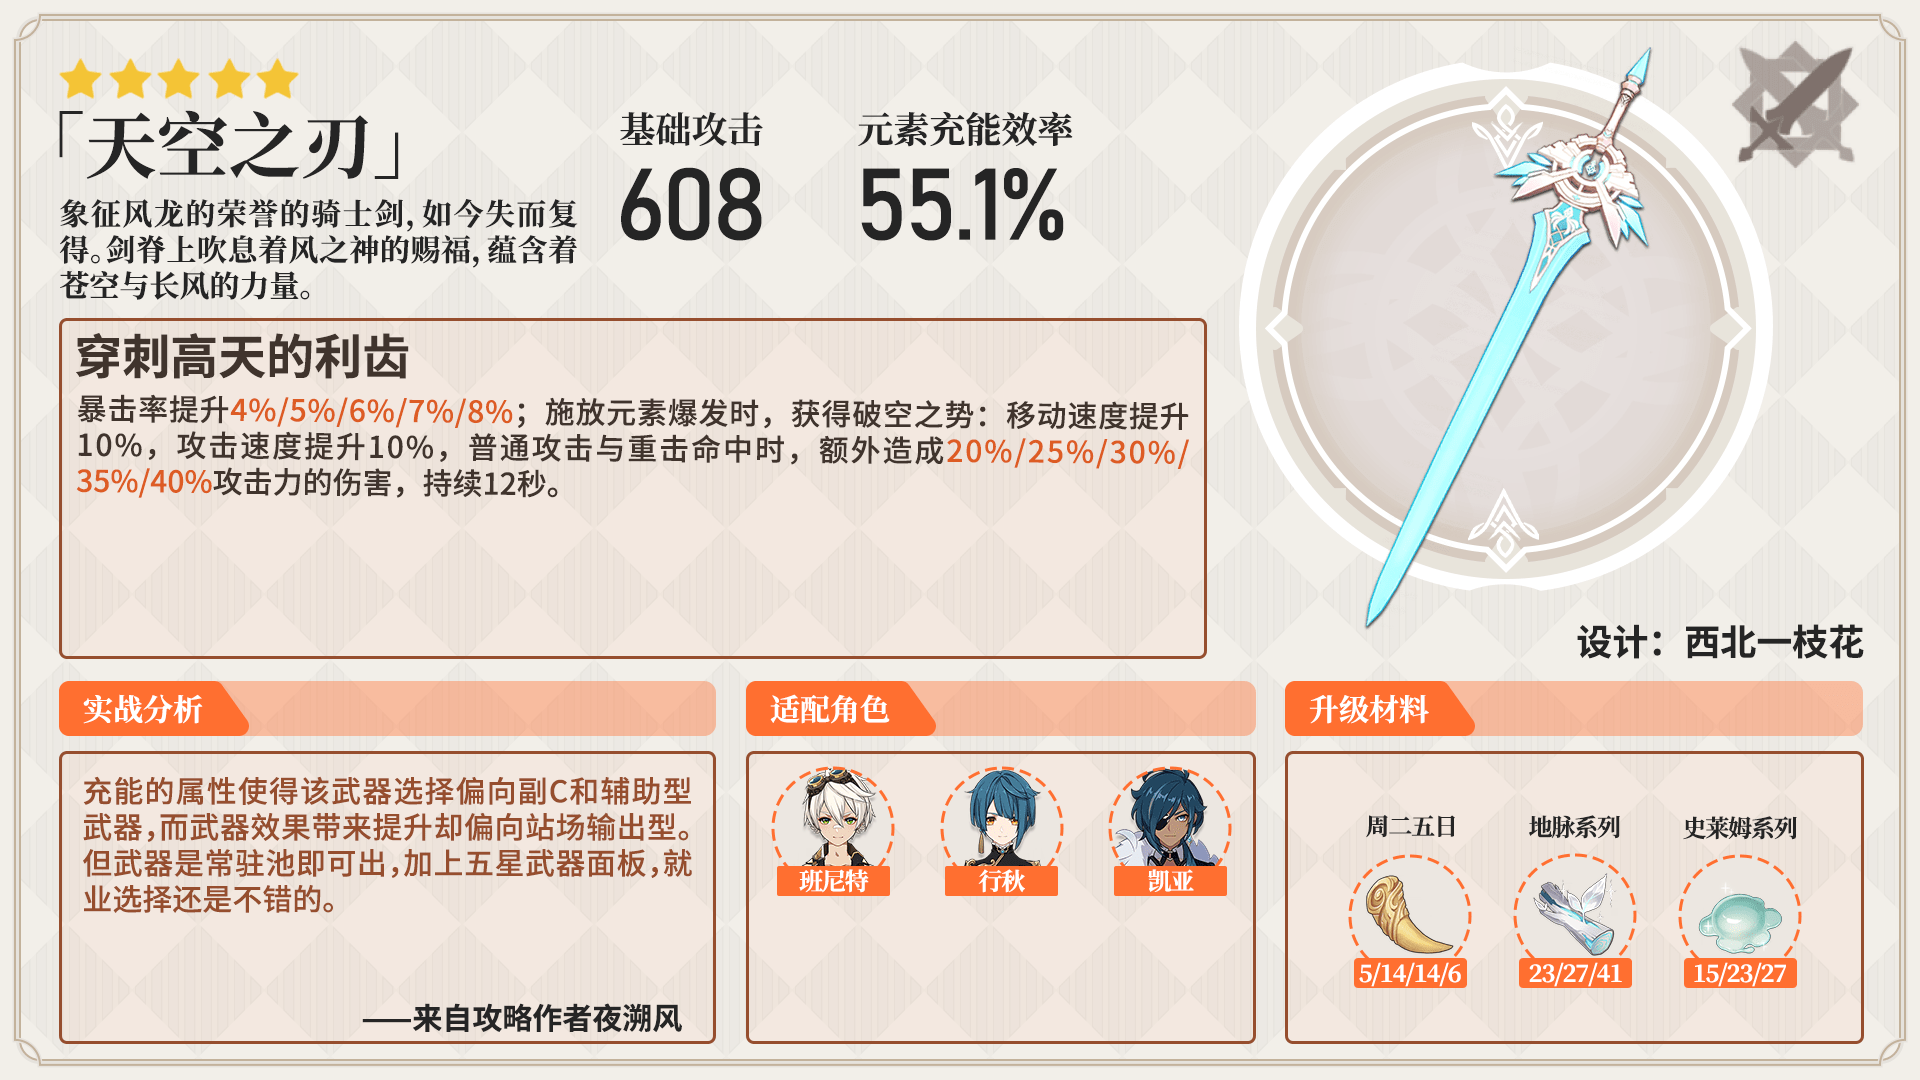 「天空之刃」
象征风龙的荣誉的骑士剑,如今失而复
得。剑脊上吹息着风之神的赐福,蕴含着
苍空与长风的力量。
基础攻击
608
元素充能效率
55.1%
穿刺高天的利齿
暴击率提升4%/5%/6%/7%/8%；施放元素爆发时，获得破空之势：移动速度提升
10%，攻击速度提升10%，普通攻击与重击命中时，额外造成20%/25%/30%/
35%/40%攻击力的伤害，持续12秒。
设计：西北一枝花
实战分析
充能的属性使得该武器选择偏向副C和辅助型
武器,而武器效果带来提升却偏向站场输出型。
但武器是常驻池即可出,加上五星武器面板,就
业选择还是不错的。
——来自攻略作者夜溯风
适配角色
班尼特
行秋
凯亚
升级材料
周二五日
5/14/14/6
地脉系列
23/27/41
史莱姆系列
15/23/27